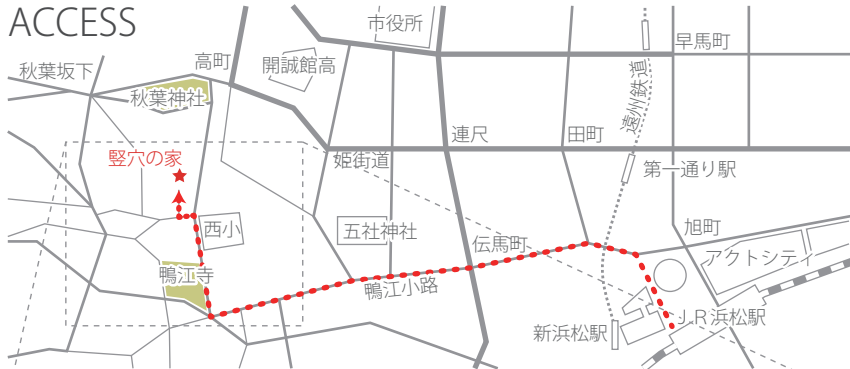 ACCESS
市役所
早馬町
高町
秋葉坂下
開誠館高
遠州鉄道
秋葉神社
連尺
田町
竪穴の家
姫街道
第一通り駅
西小
五社神社
伝馬町
旭町
アクトシティ
鴨江寺
鴨江小路
新浜松駅
ＪＲ浜松駅